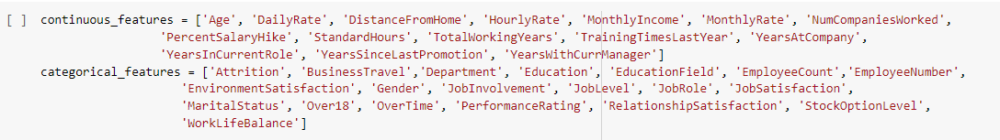 [ ] continuous_features = ['Age', 'DailyRate', 'DistanceFromHome', 'HourlyRate', 'MonthlyIncome', 'MonthlyRate', 'NumCompaniesWorked',
'PercentSalaryHike', 'StandardHours', 'TotalWorkingYears', 'TrainingTimesLastYear', 'YearsAtCompany',
'YearsInCurrentRole', 'YearsSinceLastPromotion', 'YearsWithCurrManager']
categorical_features = ['Attrition', 'BusinessTravel','Department', 'Education', 'EducationField', 'EmployeeCount','EmployeeNumber',
'EnvironmentSatisfaction', 'Gender', 'JobInvolvement', 'JobLevel', 'JobRole', 'JobSatisfaction',
'MaritalStatus', 'Over18', 'OverTime', 'PerformanceRating', 'RelationshipSatisfaction', 'StockOptionLevel',
'WorkLifeBalance']